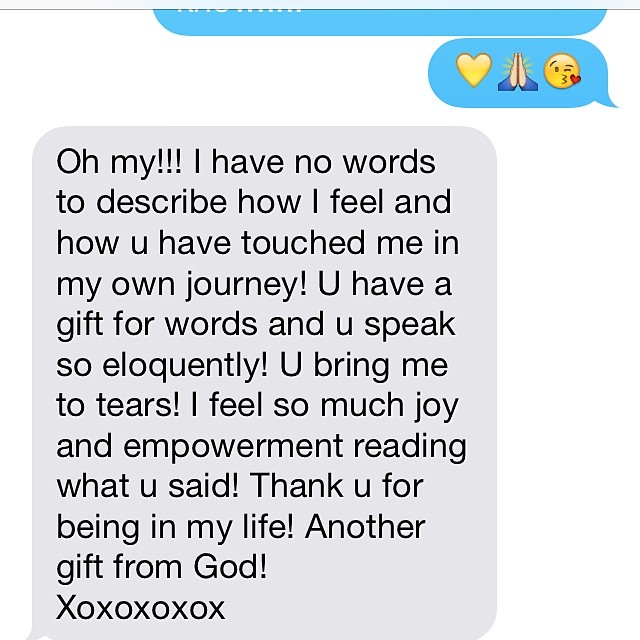 Oh my!!! I have no words
to describe how I feel and
how u have touched me in
my own journey! U have a
gift for words and u speak
so eloquently! U bring me
to tears! I feel so much joy
and empowerment reading
what u said! Thank u for
being in my life! Another
gift from God!
Xoxoxoxox